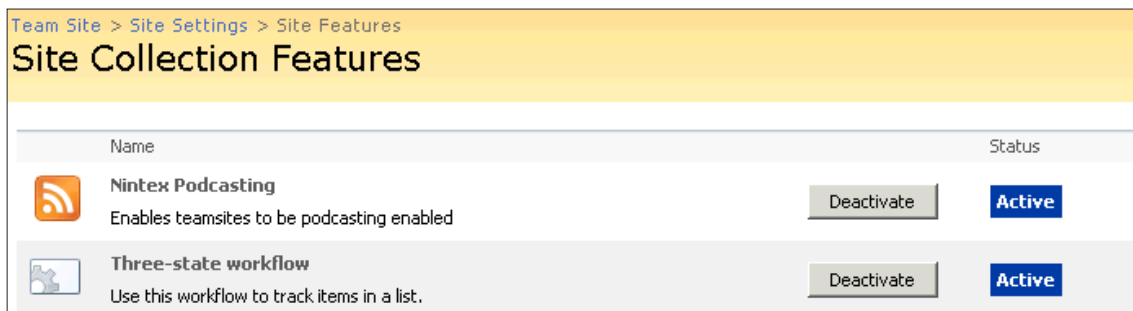 Team Site > Site Settings > Site Features
Site Collection Features
Name Status
Nintex Podcasting
Enables teamsites to be podcasting enabled
Deactivate Active
Three-state workflow
Use this workflow to track items in a list.
Deactivate Active